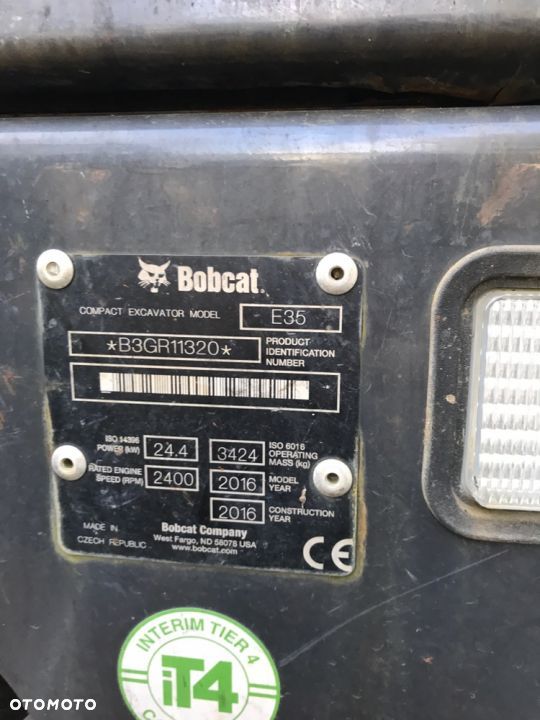 Bobcat.
COMPACT EXCAVATOR MODEL E35
*B3GR11320* PRODUCT IDENTIFICATION NUMBER
ISO 14396 POWER (kW) 24.4 3424 ISO 6016 OPERATING MASS (kg)
RATED ENGINE SPEED (RPM) 2400 2016 MODEL YEAR
2016 CONSTRUCTION YEAR
MADE IN CZECH REPUBLIC
Bobcat Company
West Fargo, ND 58078 USA
www.bobcat.com
CE
INTERIM TIER 4
iT4
OTOMOTO